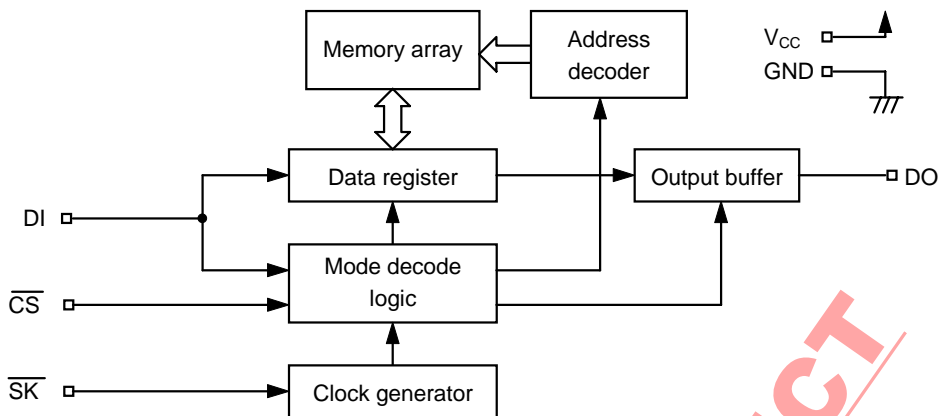 Memory array
Address
decoder
VCC
GND
Data register
Output buffer
DO
DI
Mode decode
logic
CS
SK
Clock generator